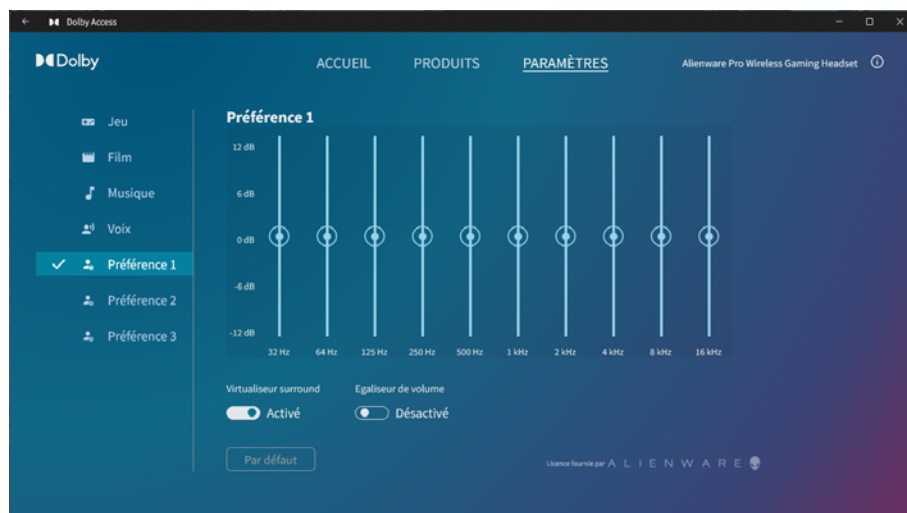 Dolby Access
Dolby
ACCUEIL PRODUITS PARAMÈTRES
Alienware Pro Wireless Gaming Headset
Jeu
Film
Musique
Voix
Préférence 1
Préférence 2
Préférence 3
Préférence 1
12 dB
6 dB
0 dB
-6 dB
-12 dB
32 Hz 64 Hz 125 Hz 250 Hz 500 Hz 1 kHz 2 kHz 4 kHz 8 kHz 16 kHz
Virtualiseur surround Egaliseur de volume
Activé Désactivé
Par défaut
Licence fournie par ALIENWARE